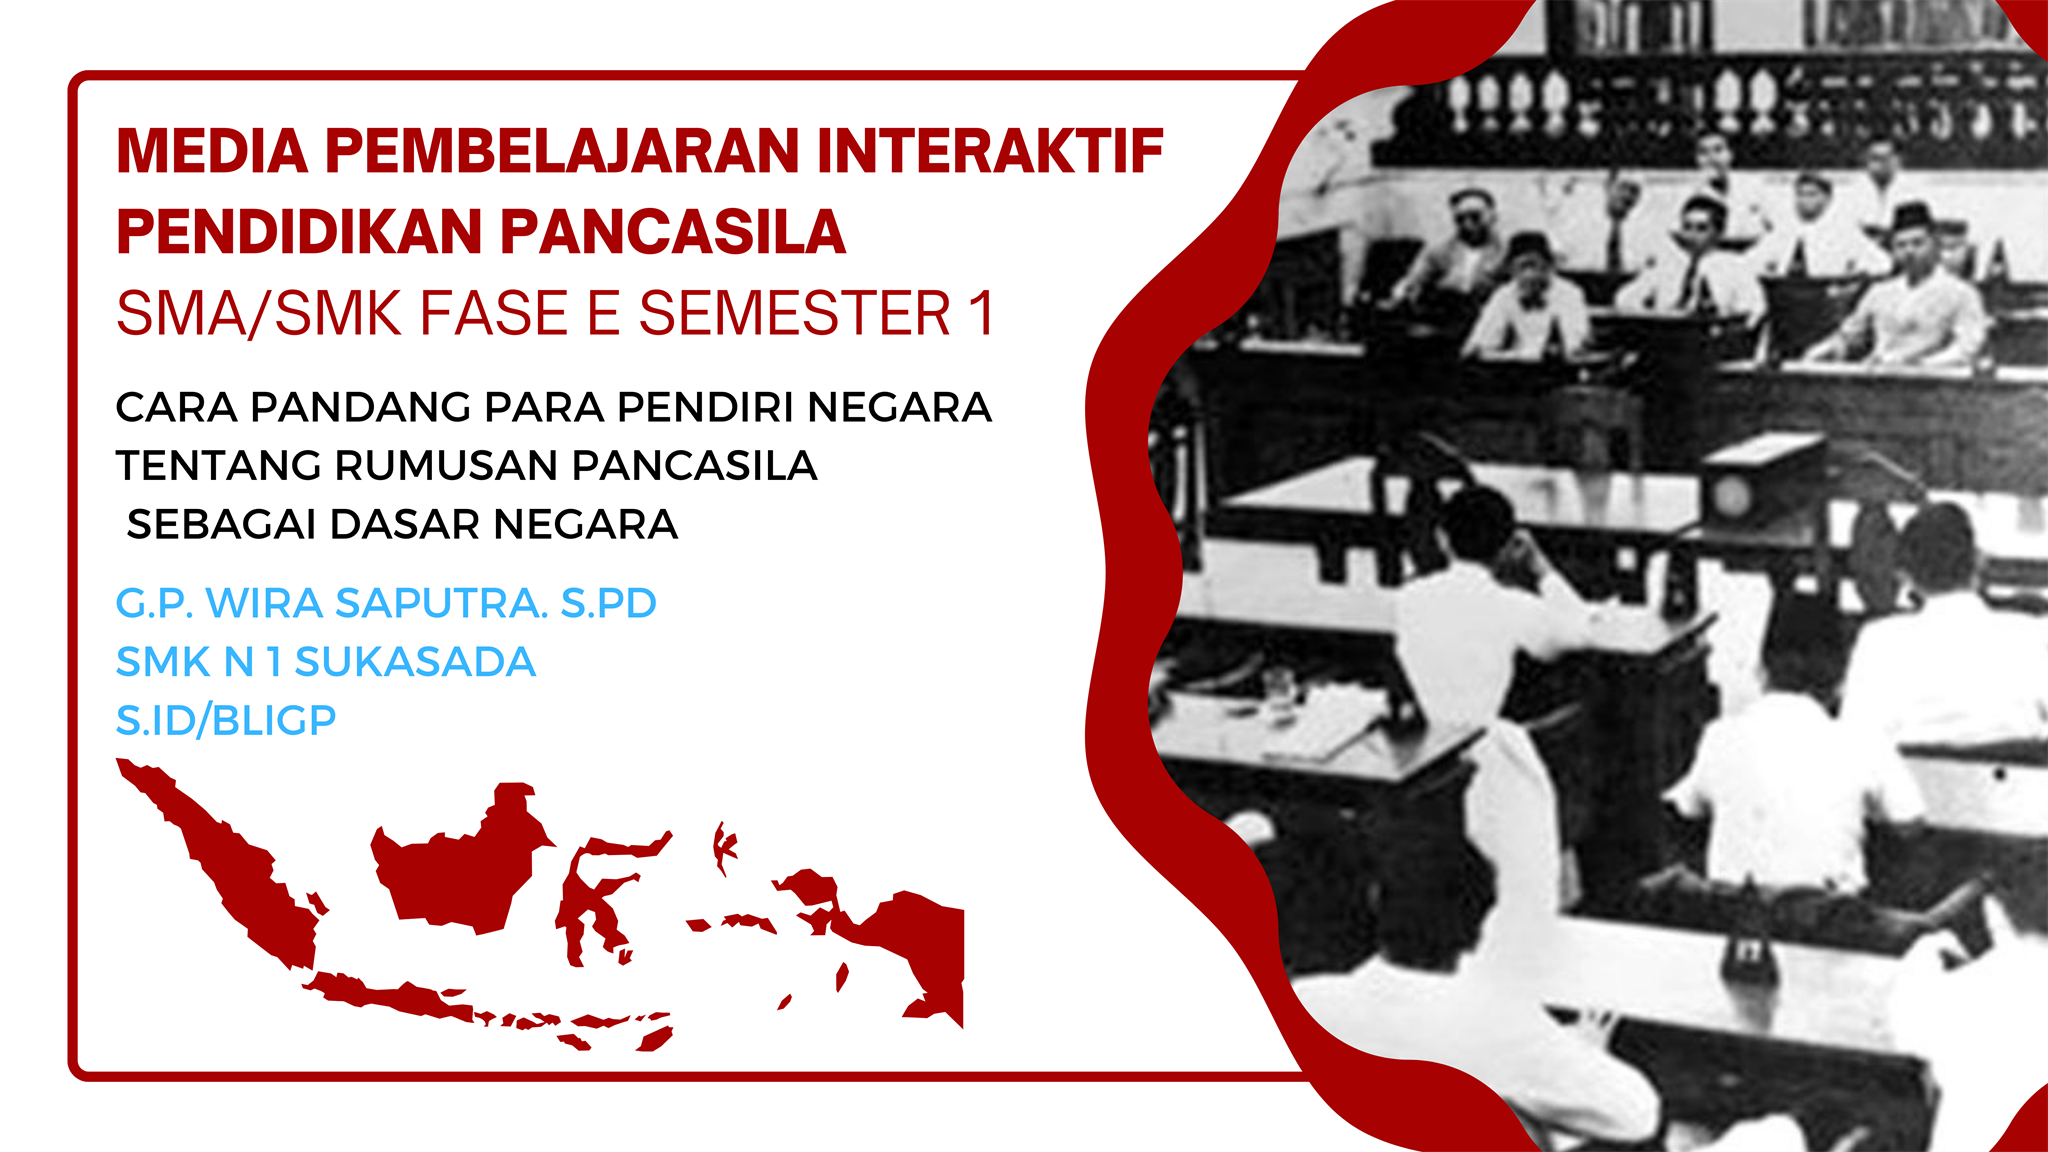 MEDIA PEMBELAJARAN INTERAKTIF
PENDIDIKAN PANCASILA
SMA/SMK FASE E SEMESTER 1
CARA PANDANG PARA PENDIRI NEGARA
TENTANG RUMUSAN PANCASILA
SEBAGAI DASAR NEGARA
G.P. WIRA SAPUTRA. S.PD
SMK N 1 SUKASADA
S.ID/BLIGP